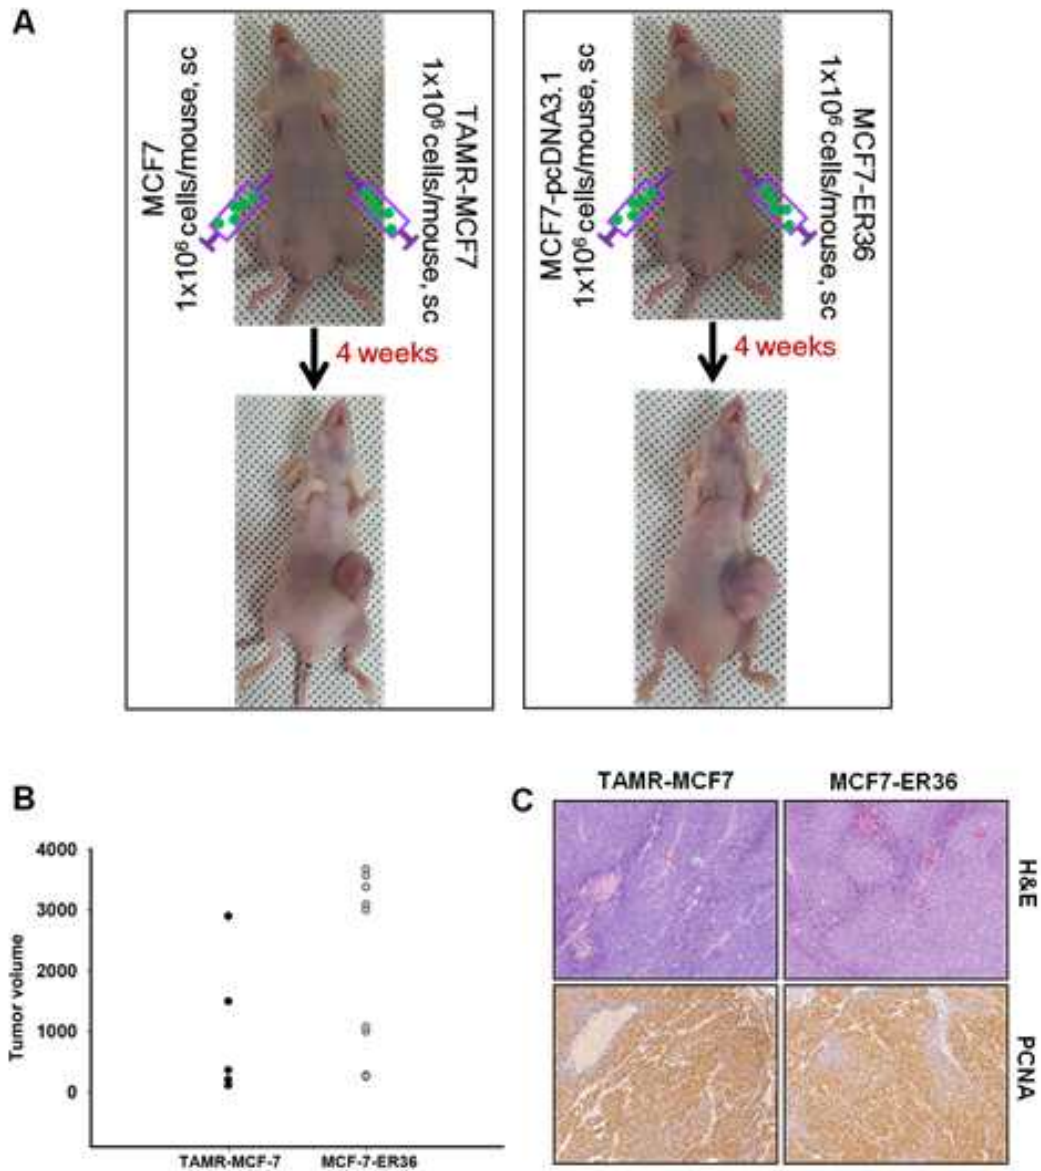 A
MCF7
1x10⁶ cells/mouse, sc
TAMR-MCF7
1x10⁶ cells/mouse, sc
4 weeks
MCF7-pcDNA3.1
1x10⁶ cells/mouse, sc
MCF7-ER36
1x10⁶ cells/mouse, sc
4 weeks
B
Tumor volume
4000
3000
2000
1000
0
TAMR-MCF-7
MCF-7-ER36
C
TAMR-MCF7
MCF7-ER36
H&E
PCNA